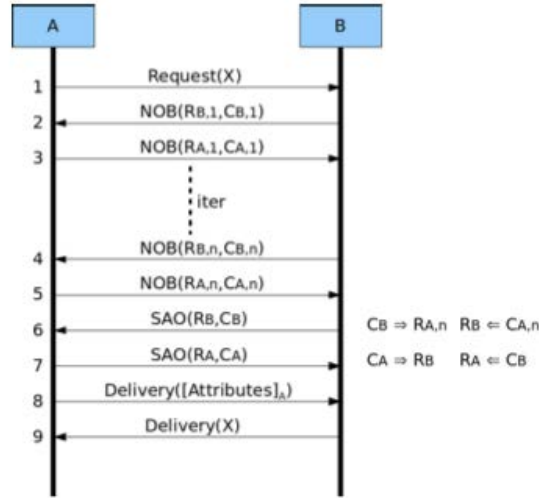 A B
1 Request(X)
2 NOB(RB,1,CB,1)
3 NOB(RA,1,CA,1)
iter
4 NOB(RB,n,CB,n)
5 NOB(RA,n,CA,n)
6 SAO(RB,CB) CB ⇒ RA,n RB ⇐ CA,n
7 SAO(RA,CA) CA ⇒ RB RA ⇐ CB
8 Delivery([Attributes]A)
9 Delivery(X)